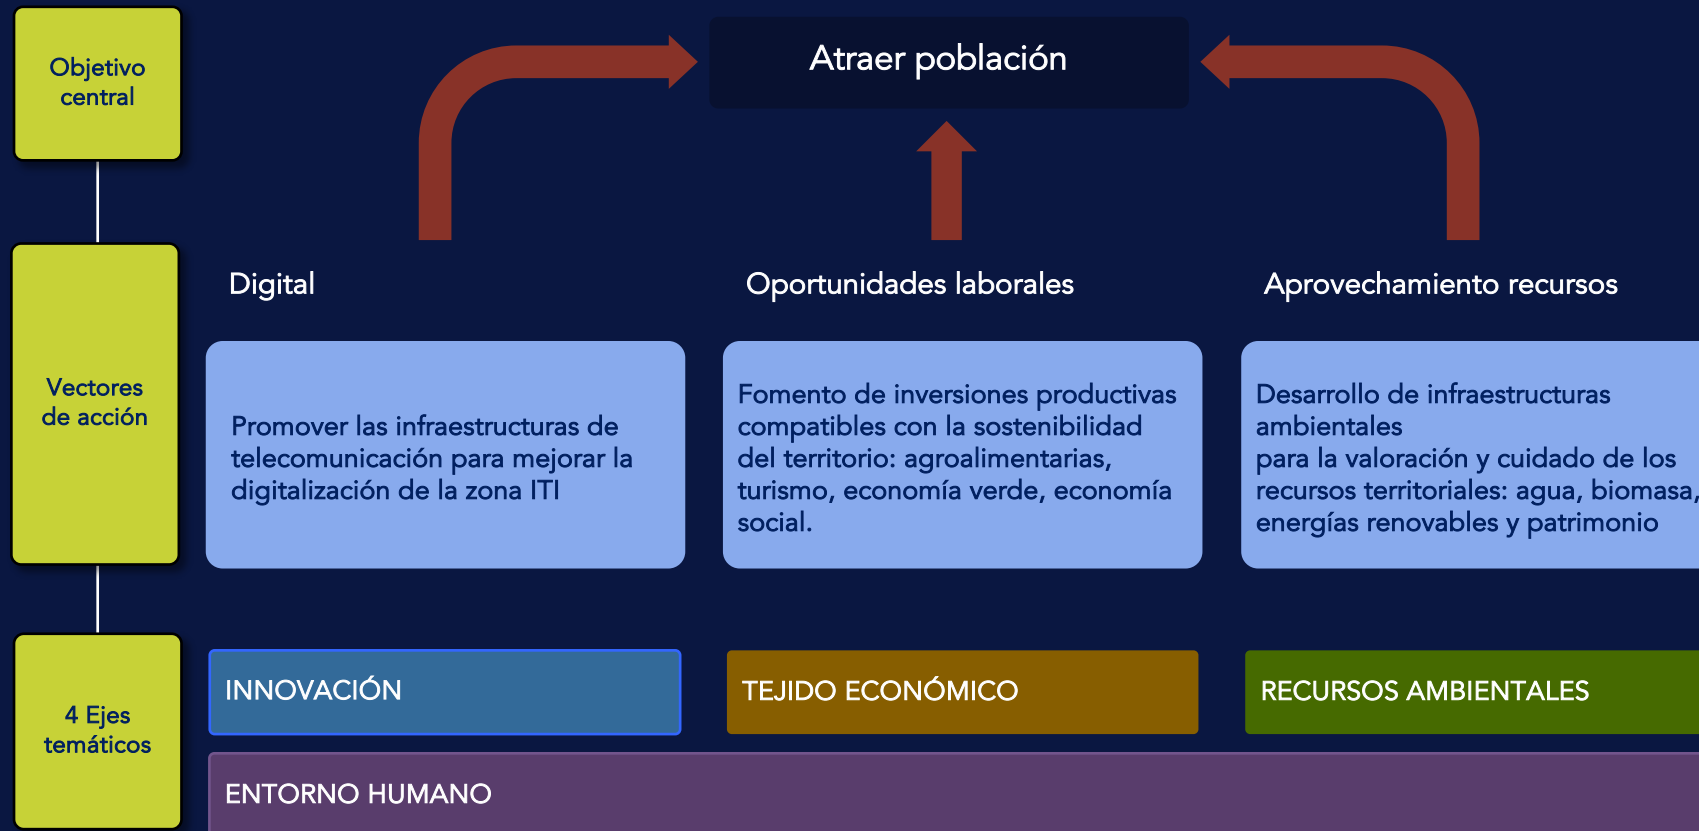 Objetivo
central
Atraer población
Vectores
de acción
Digital
Oportunidades laborales
Aprovechamiento recursos
Promover las infraestructuras de
telecomunicación para mejorar la
digitalización de la zona ITI
Fomento de inversiones productivas
compatibles con la sostenibilidad
del territorio: agroalimentarias,
turismo, economía verde, economía
social.
Desarrollo de infraestructuras
ambientales
para la valoración y cuidado de los
recursos territoriales: agua, biomasa,
energías renovables y patrimonio
4 Ejes
temáticos
INNOVACIÓN
TEJIDO ECONÓMICO
RECURSOS AMBIENTALES
ENTORNO HUMANO